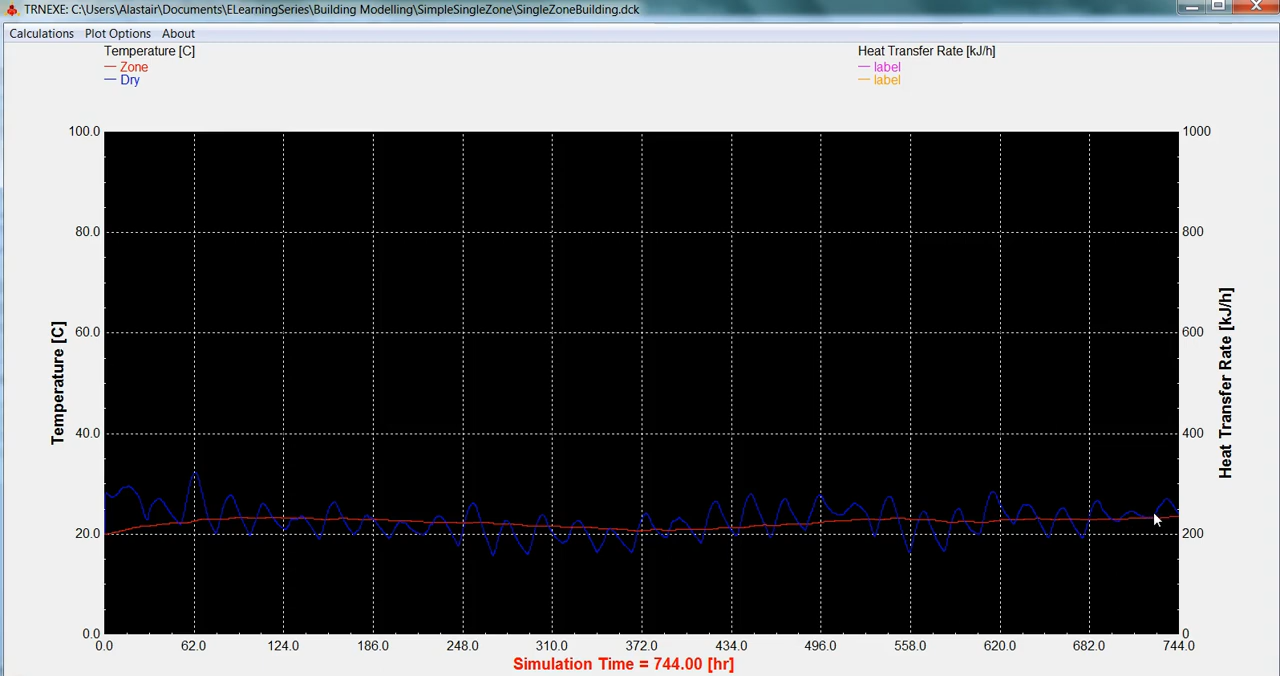 TRNEXE: C:\Users\Alastair\Documents\ELearningSeries\Building Modelling\SimpleSingleZone\SingleZoneBuilding.dck
Calculations Plot Options About
Temperature [C]
Zone
Dry
Heat Transfer Rate [kJ/h]
label
label
100.0
80.0
60.0
40.0
20.0
0.0
Temperature [C]
1000
800
600
400
200
0
Heat Transfer Rate [kJ/h]
0.0 62.0 124.0 186.0 248.0 310.0 372.0 434.0 496.0 558.0 620.0 682.0 744.0
Simulation Time = 744.00 [hr]